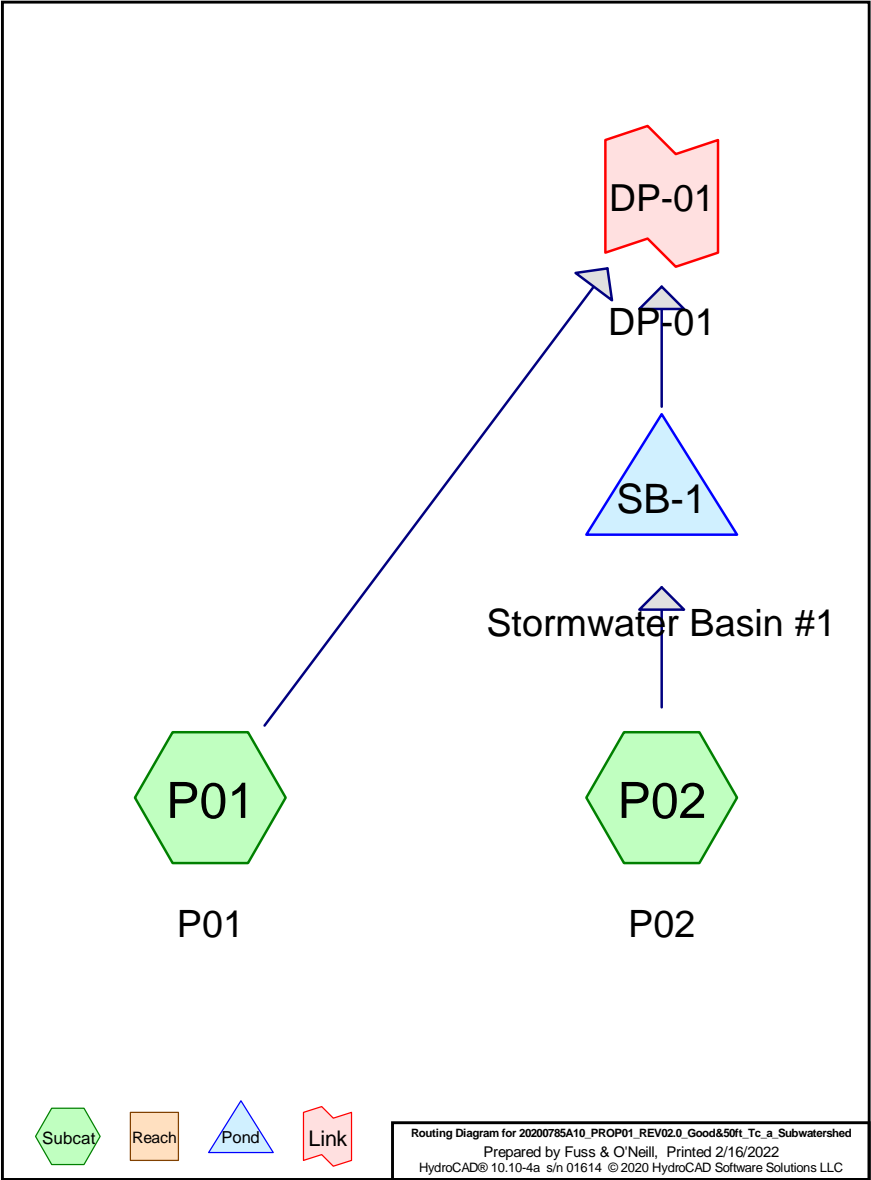 DP-01
DP-01
SB-1
Stormwater Basin #1
P01
P02
P01
P02
Subcat
Reach
Pond
Link
Routing Diagram for 20200785A10_PROP01_REV02.0_Good&50ft_Tc_a_Subwatershed
Prepared by Fuss & O'Neill, Printed 2/16/2022
HydroCAD® 10.10-4a s/n 01614 © 2020 HydroCAD Software Solutions LLC